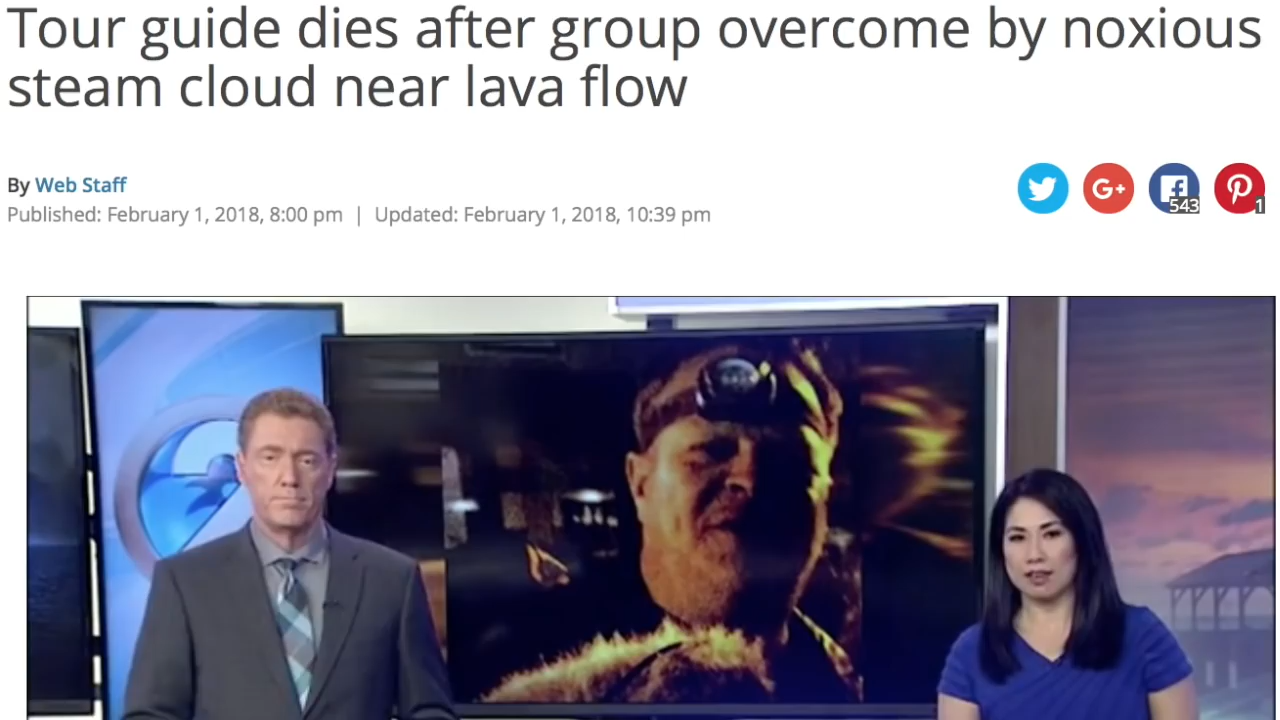 Tour guide dies after group overcome by noxious
steam cloud near lava flow
By Web Staff
Published: February 1, 2018, 8:00 pm | Updated: February 1, 2018, 10:39 pm
G+
543
1
2